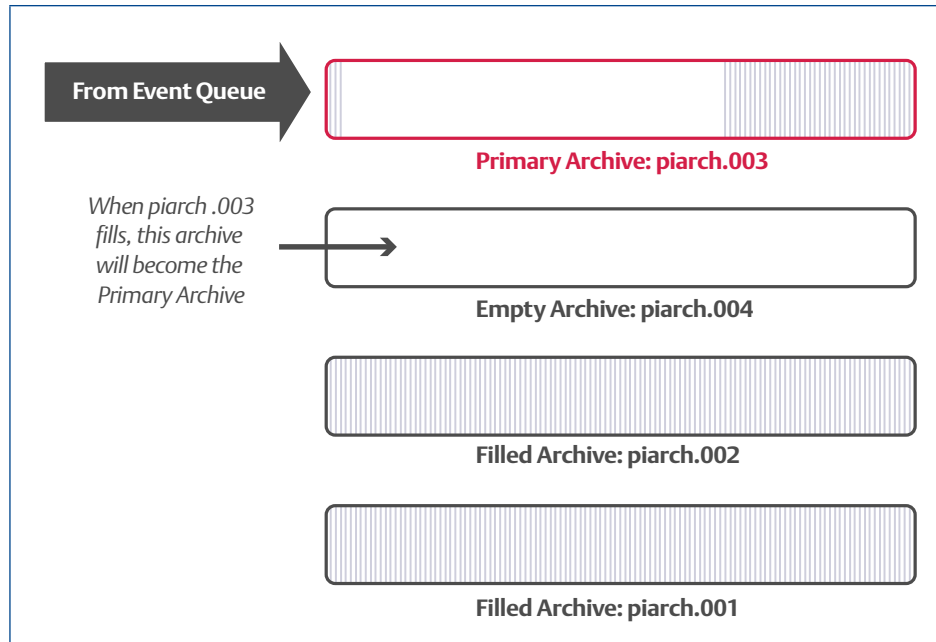 From Event Queue
Primary Archive: piarch.003
When piarch .003
fills, this archive
will become the
Primary Archive
Empty Archive: piarch.004
Filled Archive: piarch.002
Filled Archive: piarch.001